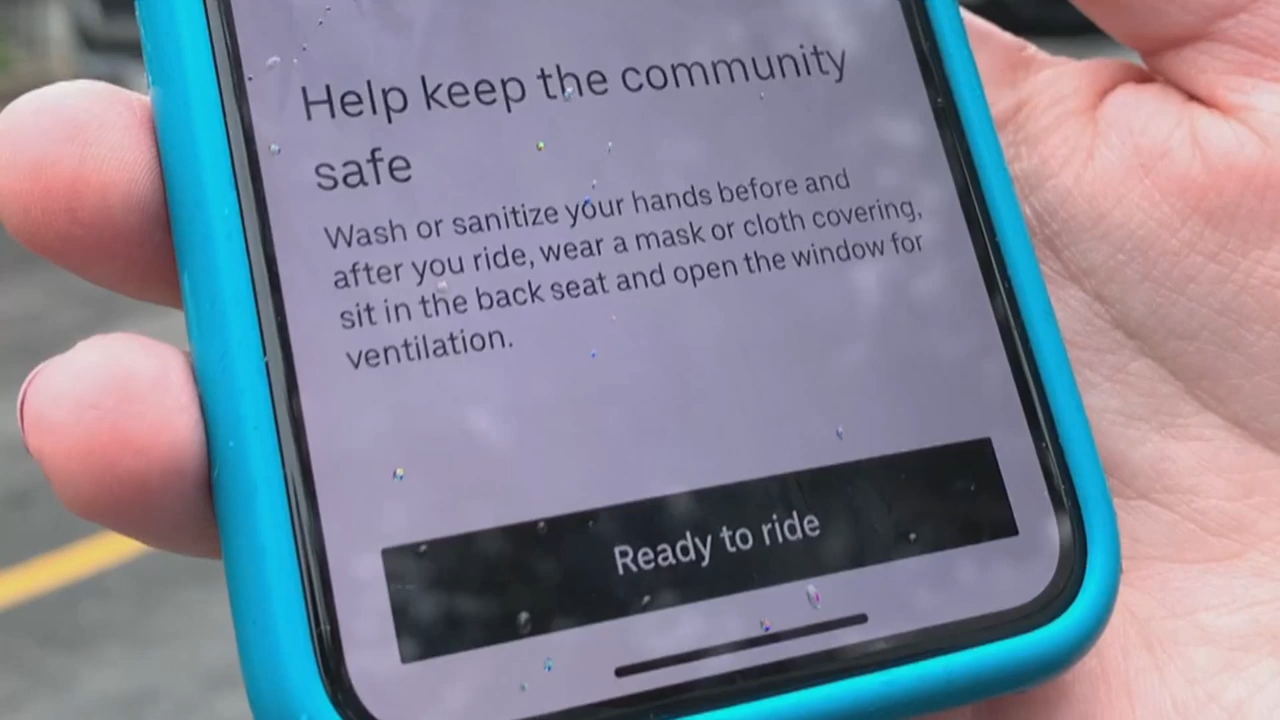 Help keep the community
safe
Wash or sanitize your hands before and
after you ride, wear a mask or cloth covering,
sit in the back seat and open the window for
ventilation.
Ready to ride